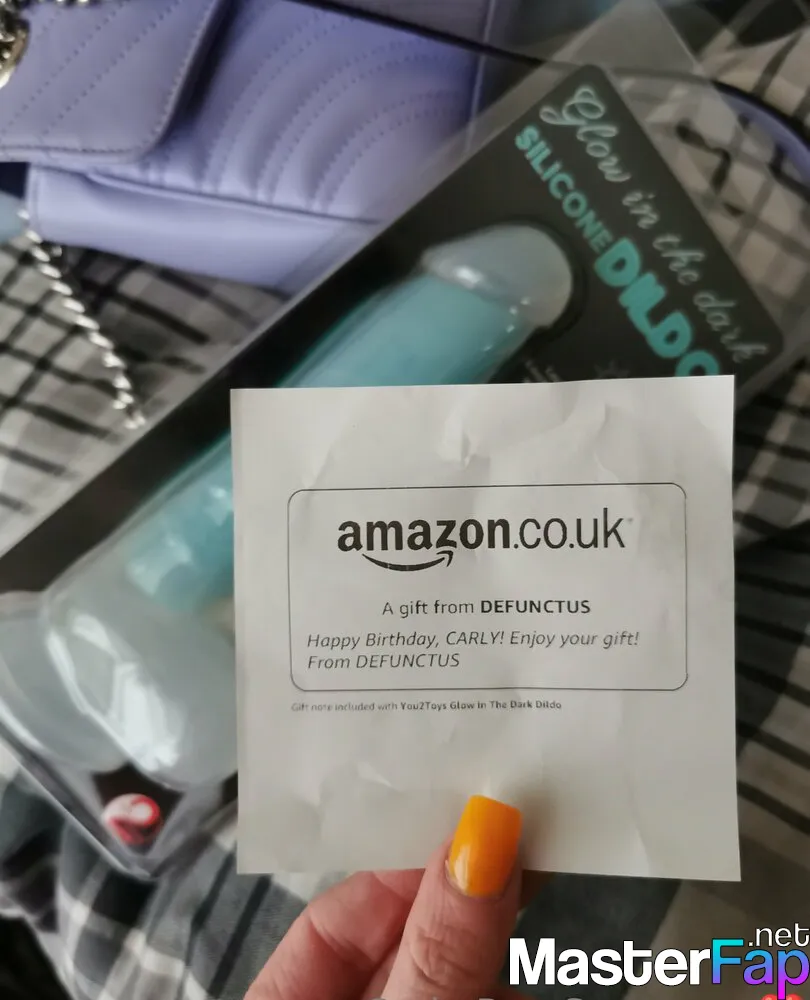 Glow in the dark
SILICONE DILDO
amazon.co.uk
A gift from DEFUNCTUS
Happy Birthday, CARLY! Enjoy your gift!
From DEFUNCTUS
Gift note included with You2Toys Glow In The Dark Dildo
.net
MasterFap